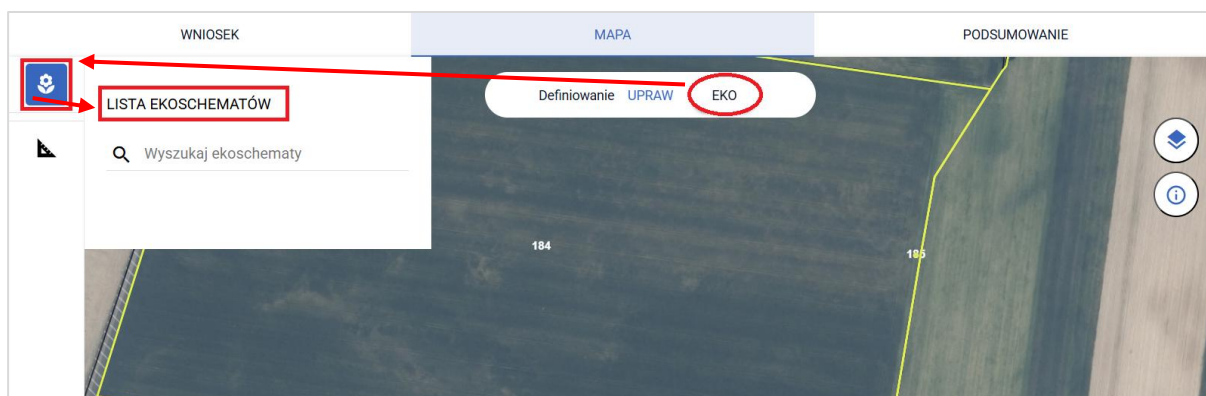 WNIOSEK
MAPA
PODSUMOWANIE
LISTA EKOSCHEMATÓW
Definiowanie UPRAW EKO
Wyszukaj ekoschematy
184
185